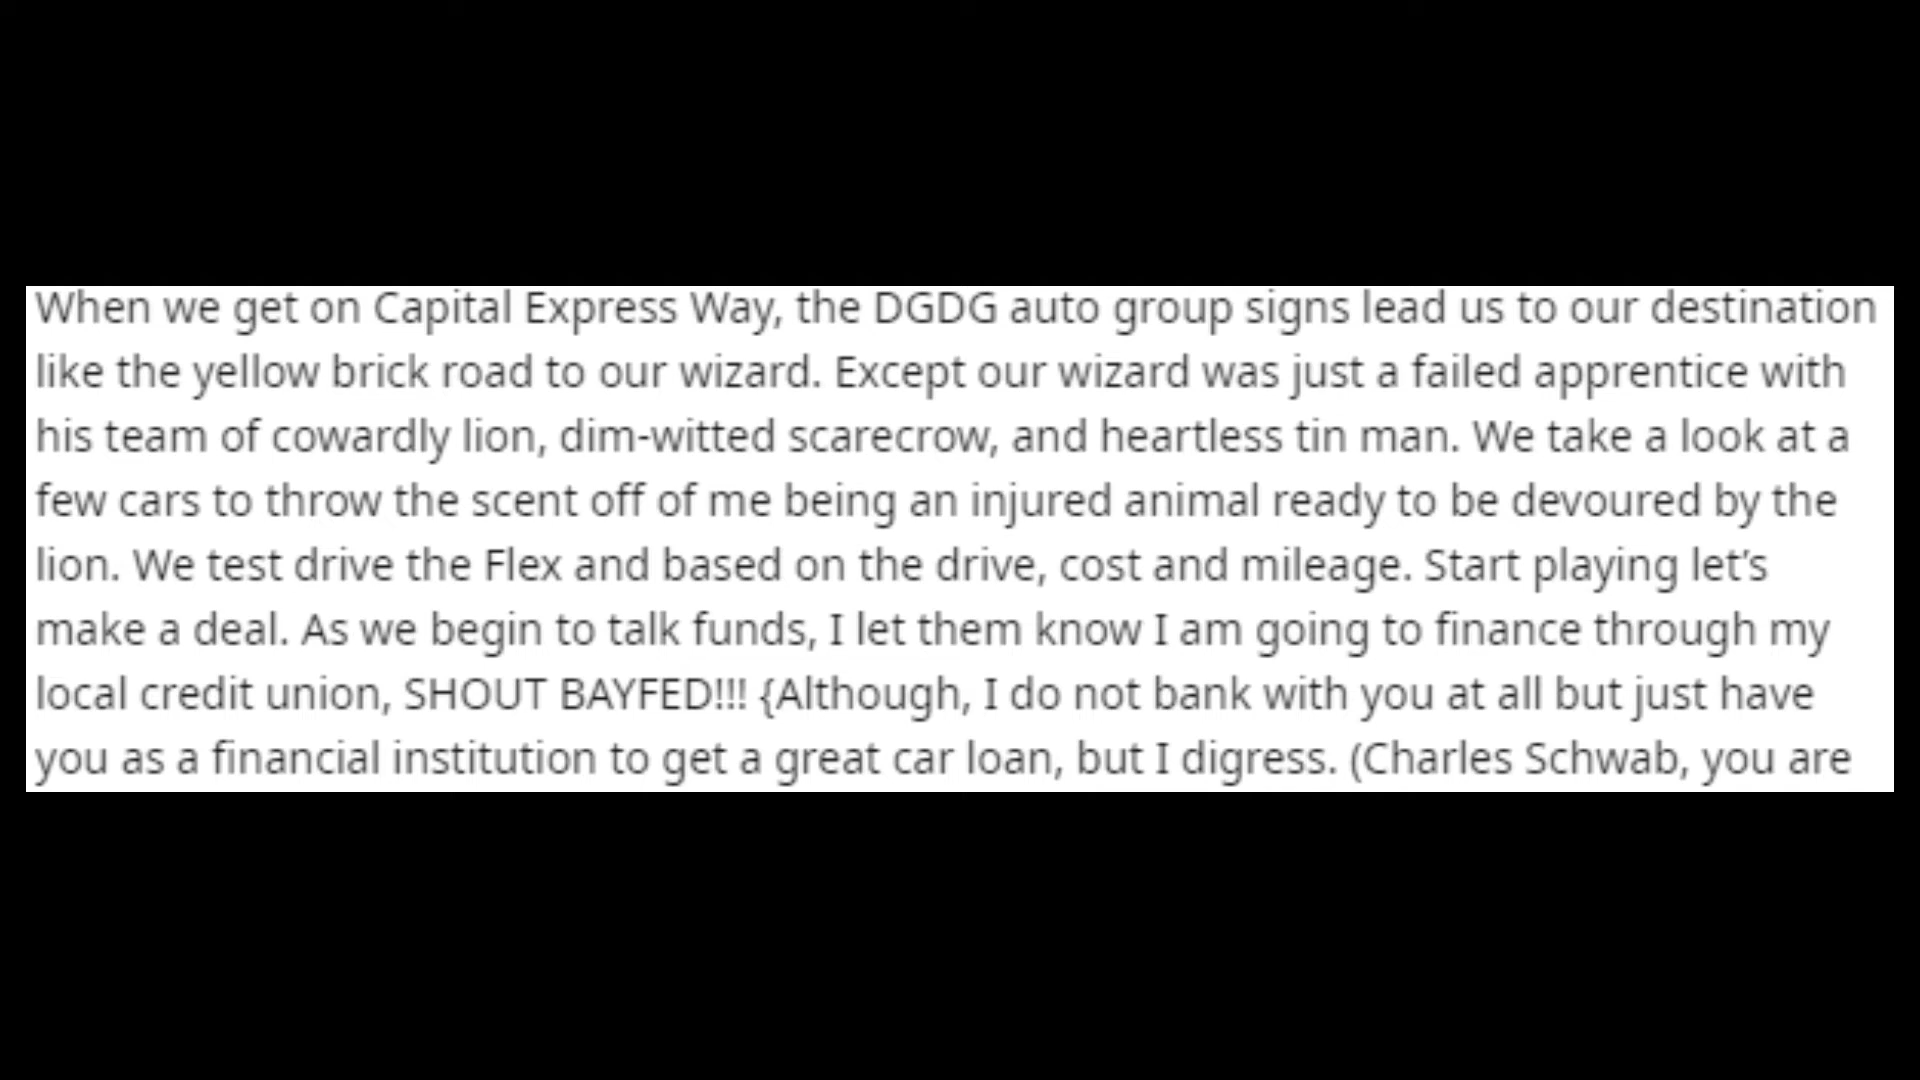 When we get on Capital Express Way, the DGDG auto group signs lead us to our destination
like the yellow brick road to our wizard. Except our wizard was just a failed apprentice with
his team of cowardly lion, dim-witted scarecrow, and heartless tin man. We take a look at a
few cars to throw the scent off of me being an injured animal ready to be devoured by the
lion. We test drive the Flex and based on the drive, cost and mileage. Start playing let’s
make a deal. As we begin to talk funds, I let them know I am going to finance through my
local credit union, SHOUT BAYFED!!! {Although, I do not bank with you at all but just have
you as a financial institution to get a great car loan, but I digress. (Charles Schwab, you are